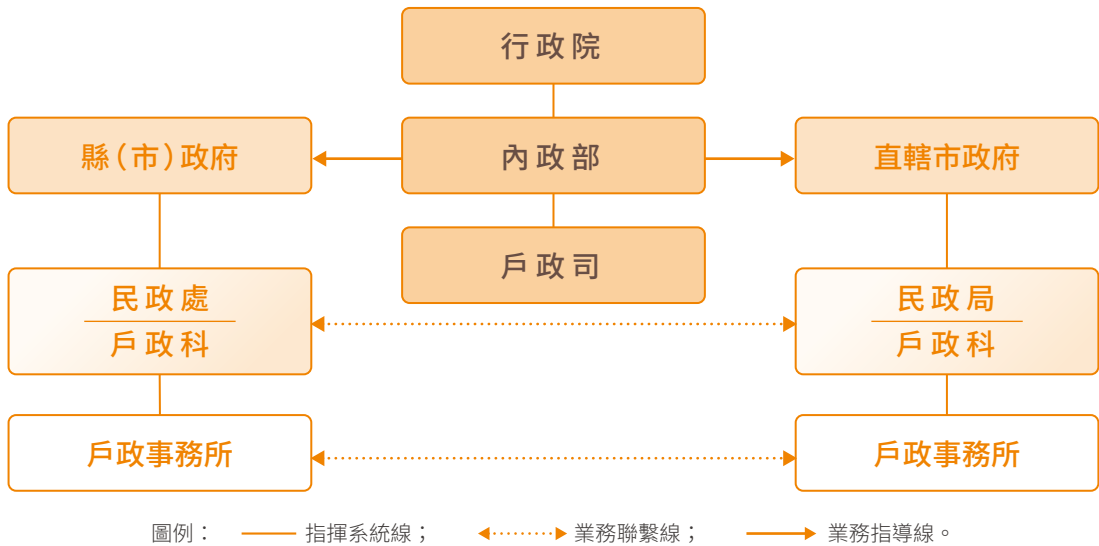 行政院
縣（市）政府
內政部
直轄市政府
戶政司
民政處
戶政科
民政局
戶政科
戶政事務所
戶政事務所
圖例： 指揮系統線； 業務聯繫線； 業務指導線。